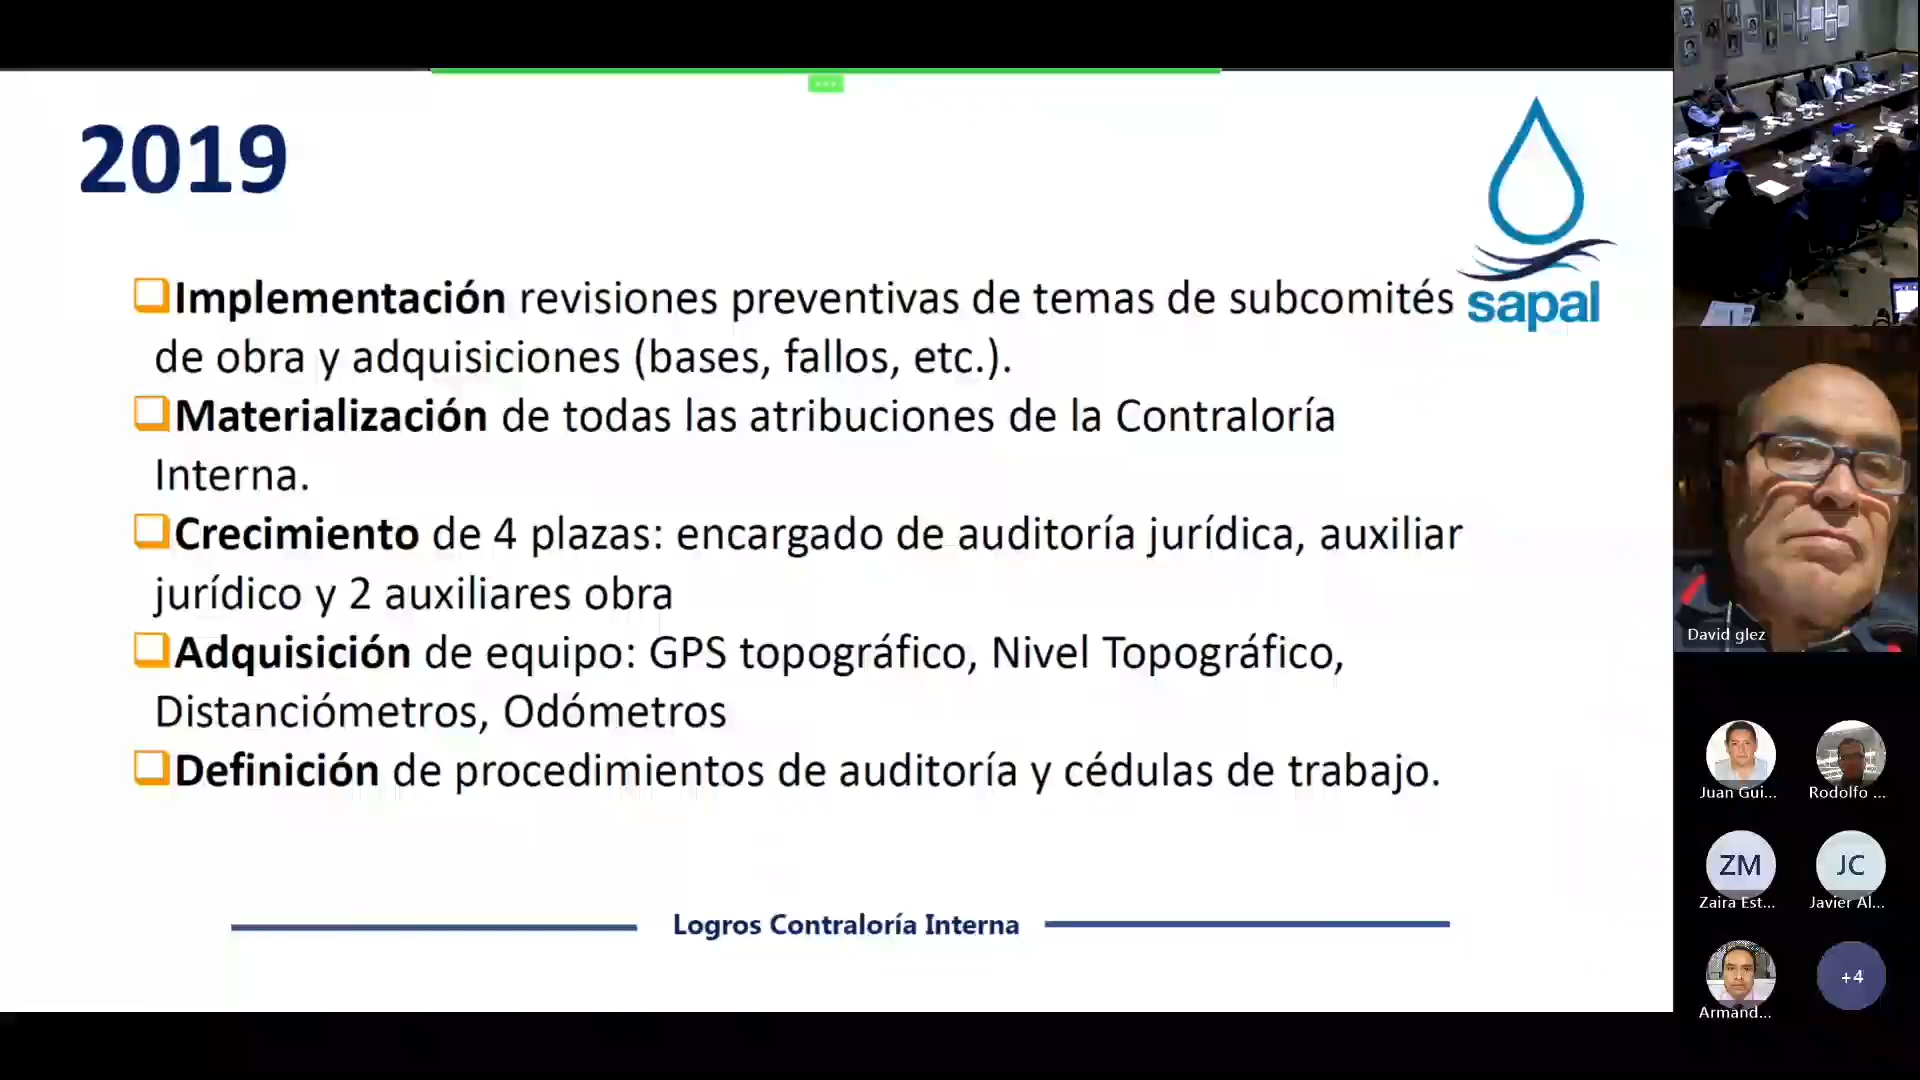 2019
sapal
Implementación revisiones preventivas de temas de subcomités
de obra y adquisiciones (bases, fallos, etc.).
Materialización de todas las atribuciones de la Contraloría
Interna.
Crecimiento de 4 plazas: encargado de auditoría jurídica, auxiliar
jurídico y 2 auxiliares obra
Adquisición de equipo: GPS topográfico, Nivel Topográfico,
Distanciómetros, Odómetros
Definición de procedimientos de auditoría y cédulas de trabajo.
Logros Contraloría Interna
David glez
Juan Gui...
Rodolfo ...
ZM
JC
Zaira Est...
Javier Al...
+4
Armand...